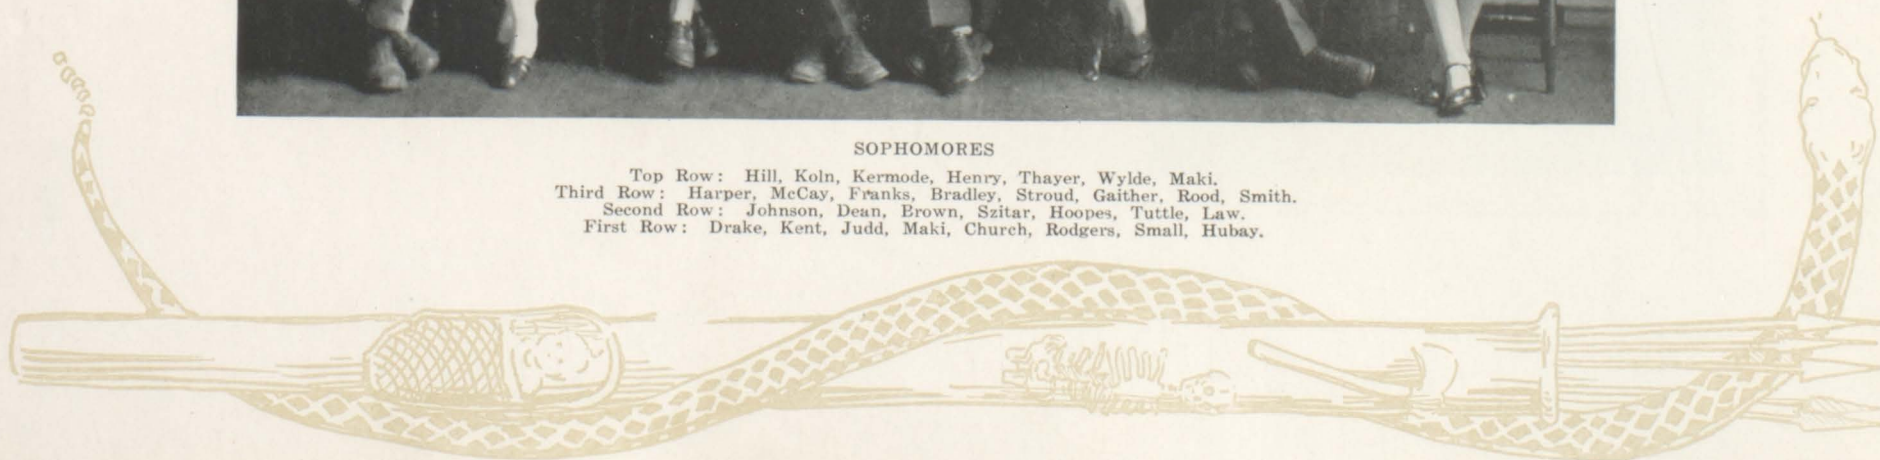 SOPHOMORES
Top Row: Hill, Koln, Kermode, Henry, Thayer, Wylde, Maki.
Third Row: Harper, McCay, Franks, Bradley, Stroud, Gaither, Rood, Smith.
Second Row: Johnson, Dean, Brown, Szitar, Hoopes, Tuttle, Law.
First Row: Drake, Kent, Judd, Maki, Church, Rodgers, Small, Hubay.